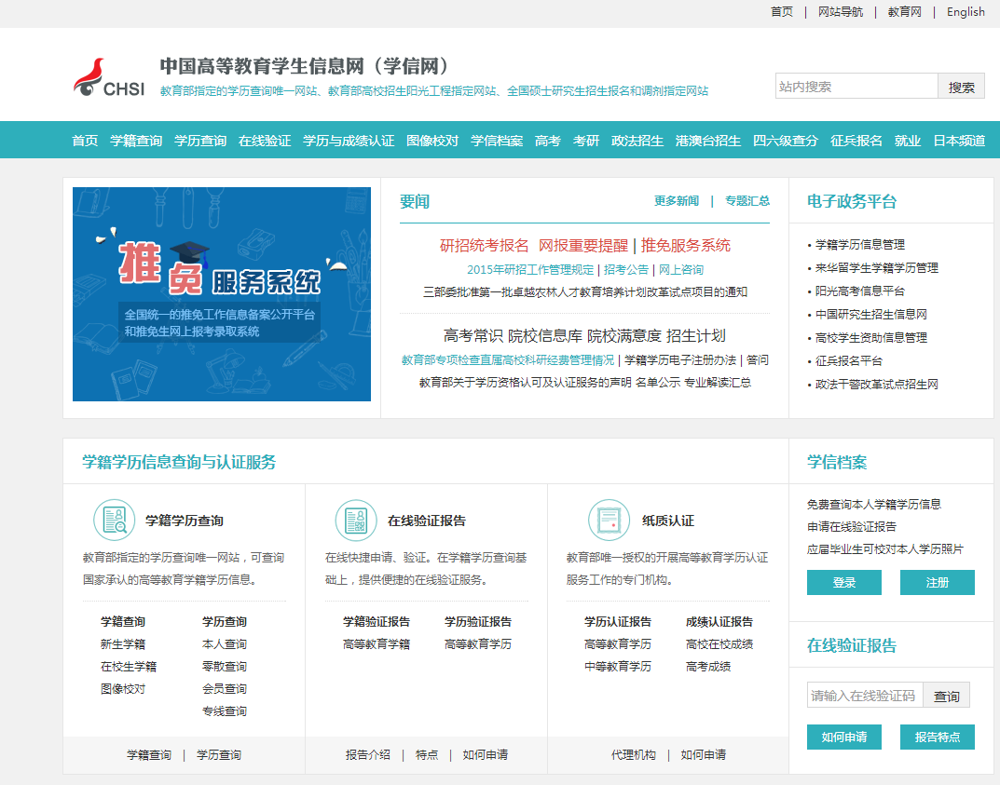 首页 | 网站导航 | 教育网 | English
CHSI
中国高等教育学生信息网（学信网）
教育部指定的学历查询唯一网站、教育部高校招生阳光工程指定网站、全国硕士研究生招生报名和调剂指定网站
站内搜索 搜索
首页 学籍查询 学历查询 在线验证 学历与成绩认证 图像校对 学信档案 高考 考研 政法招生 港澳台招生 四六级查分 征兵报名 就业 日本频道
推免服务系统
全国统一的推免工作信息备案公开平台
和推免生网上报考录取系统
要闻 更多新闻 | 专题汇总
研招统考报名 网报重要提醒 | 推免服务系统
2015年研招工作管理规定 | 招考公告 | 网上咨询
三部委批准第一批卓越农林人才教育培养计划改革试点项目的通知
高考常识 院校信息库 院校满意度 招生计划
教育部专项检查直属高校科研经费管理情况 | 学籍学历电子注册办法 | 答问
教育部关于学历资格认可及认证服务的声明 名单公示 专业解读汇总
电子政务平台
• 学籍学历信息管理
• 来华留学生学籍学历管理
• 阳光高考信息平台
• 中国研究生招生信息网
• 高校学生资助信息管理
• 征兵报名平台
• 政法干警改革试点招生网
学籍学历信息查询与认证服务
学籍学历查询
教育部指定的学历查询唯一网站，可查询
国家承认的高等教育学籍学历信息。
学籍查询 学历查询
新生学籍 本人查询
在校生学籍 零散查询
图像校对 会员查询
专线查询
学籍查询 | 学历查询
在线验证报告
在线快捷申请、验证。在学籍学历查询基
础上，提供便捷的在线验证服务。
学籍验证报告 学历验证报告
高等教育学籍 高等教育学历
报告介绍 | 特点 | 如何申请
纸质认证
教育部唯一授权的开展高等教育学历认证
服务工作的专门机构。
学历认证报告 成绩认证报告
高等教育学历 高校在校成绩
中等教育学历 高考成绩
代理机构 | 如何申请
学信档案
免费查询本人学籍学历信息
申请在线验证报告
应届毕业生可校对本人学历照片
登录 注册
在线验证报告
请输入在线验证码 查询
如何申请 报告特点